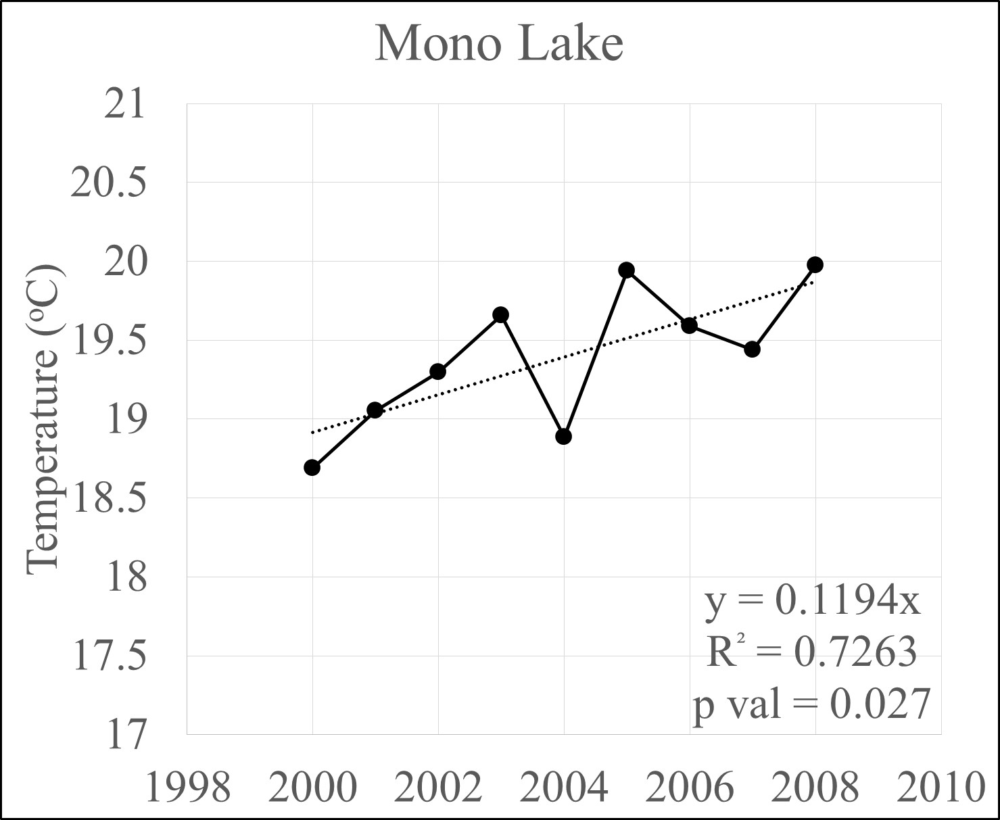 Mono Lake
21
20.5
20
19.5
19
18.5
18
17.5
17
Temperature (ºC)
y = 0.1194x
R² = 0.7263
p val = 0.027
1998 2000 2002 2004 2006 2008 2010